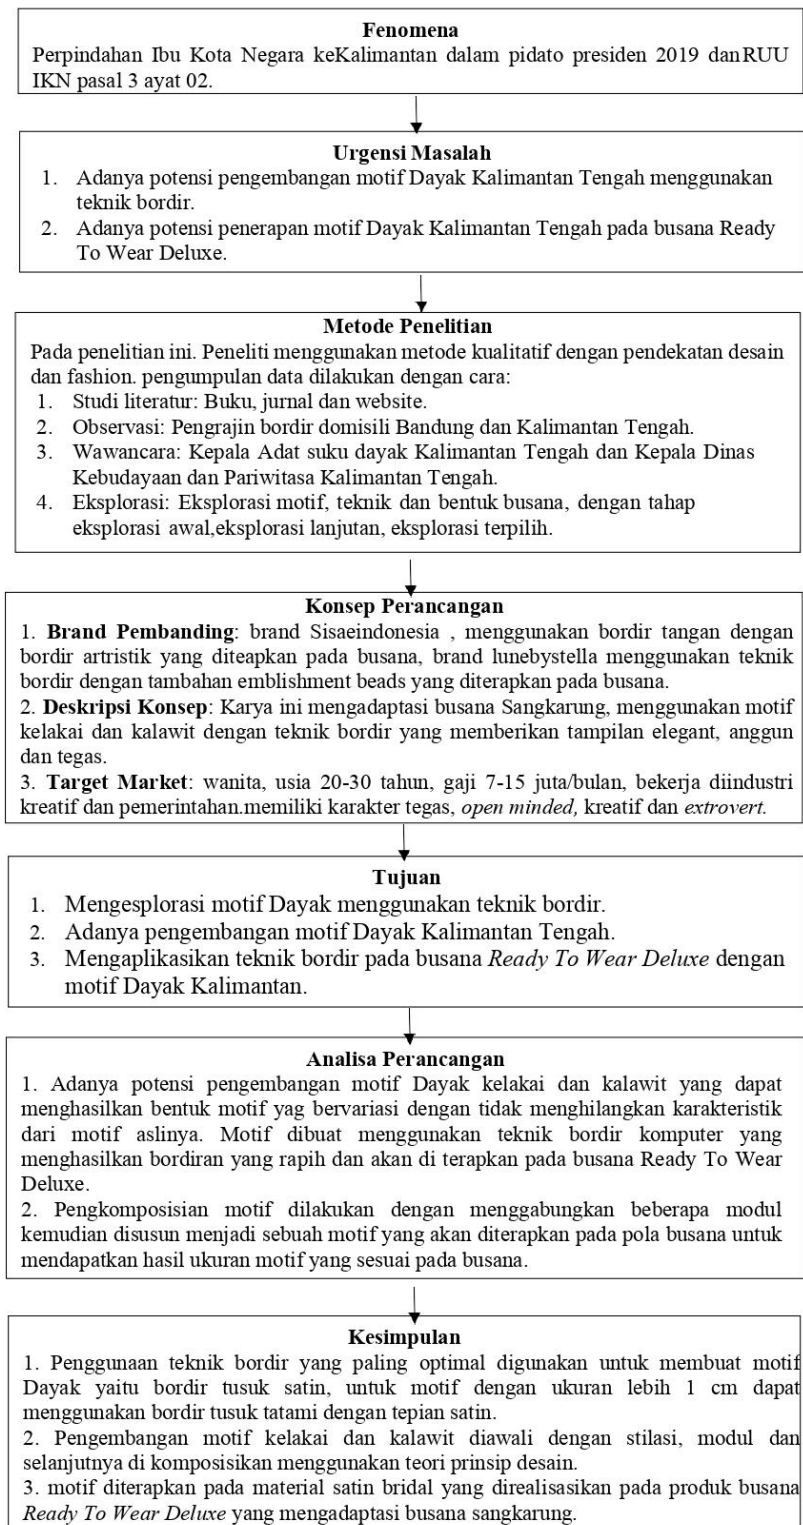 Fenomena
Perpindahan Ibu Kota Negara keKalimantan dalam pidato presiden 2019 danRUU
IKN pasal 3 ayat 02.
Urgensi Masalah
1. Adanya potensi pengembangan motif Dayak Kalimantan Tengah menggunakan
teknik bordir.
2. Adanya potensi penerapan motif Dayak Kalimantan Tengah pada busana Ready
To Wear Deluxe.
Metode Penelitian
Pada penelitian ini. Peneliti menggunakan metode kualitatif dengan pendekatan desain
dan fashion. pengumpulan data dilakukan dengan cara:
1. Studi literatur: Buku, jurnal dan website.
2. Observasi: Pengrajin bordir domisili Bandung dan Kalimantan Tengah.
3. Wawancara: Kepala Adat suku dayak Kalimantan Tengah dan Kepala Dinas
Kebudayaan dan Pariwitasa Kalimantan Tengah.
4. Eksplorasi: Eksplorasi motif, teknik dan bentuk busana, dengan tahap
eksplorasi awal,eksplorasi lanjutan, eksplorasi terpilih.
Konsep Perancangan
1. Brand Pembanding: brand Sisaeindonesia , menggunakan bordir tangan dengan
bordir artristik yang diteapkan pada busana, brand lunebystella menggunakan teknik
bordir dengan tambahan emblishment beads yang diterapkan pada busana.
2. Deskripsi Konsep: Karya ini mengadaptasi busana Sangkarung, menggunakan motif
kelakai dan kalawit dengan teknik bordir yang memberikan tampilan elegant, anggun
dan tegas.
3. Target Market: wanita, usia 20-30 tahun, gaji 7-15 juta/bulan, bekerja diindustri
kreatif dan pemerintahan.memiliki karakter tegas, open minded, kreatif dan extrovert.
Tujuan
1. Mengesplorasi motif Dayak menggunakan teknik bordir.
2. Adanya pengembangan motif Dayak Kalimantan Tengah.
3. Mengaplikasikan teknik bordir pada busana Ready To Wear Deluxe dengan
motif Dayak Kalimantan.
Analisa Perancangan
1. Adanya potensi pengembangan motif Dayak kelakai dan kalawit yang dapat
menghasilkan bentuk motif yag bervariasi dengan tidak menghilangkan karakteristik
dari motif aslinya. Motif dibuat menggunakan teknik bordir komputer yang
menghasilkan bordiran yang rapih dan akan di terapkan pada busana Ready To Wear
Deluxe.
2. Pengkomposisian motif dilakukan dengan menggabungkan beberapa modul
kemudian disusun menjadi sebuah motif yang akan diterapkan pada pola busana untuk
mendapatkan hasil ukuran motif yang sesuai pada busana.
Kesimpulan
1. Penggunaan teknik bordir yang paling optimal digunakan untuk membuat motif
Dayak yaitu bordir tusuk satin, untuk motif dengan ukuran lebih 1 cm dapat
menggunakan bordir tusuk tatami dengan tepian satin.
2. Pengembangan motif kelakai dan kalawit diawali dengan stilasi, modul dan
selanjutnya di komposisikan menggunakan teori prinsip desain.
3. motif diterapkan pada material satin bridal yang direalisasikan pada produk busana
Ready To Wear Deluxe yang mengadaptasi busana sangkarung.